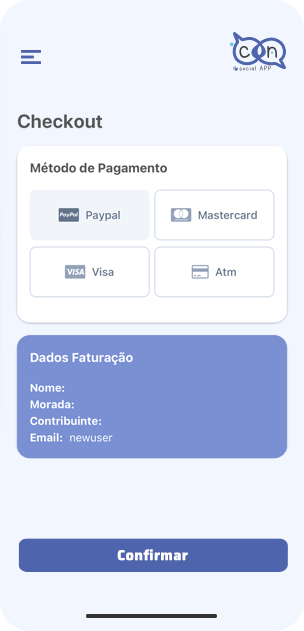 con
social APP
Checkout
Método de Pagamento
PayPal Paypal
Mastercard
VISA Visa
Atm
Dados Faturação
Nome:
Morada:
Contribuinte:
Email: newuser
Confirmar